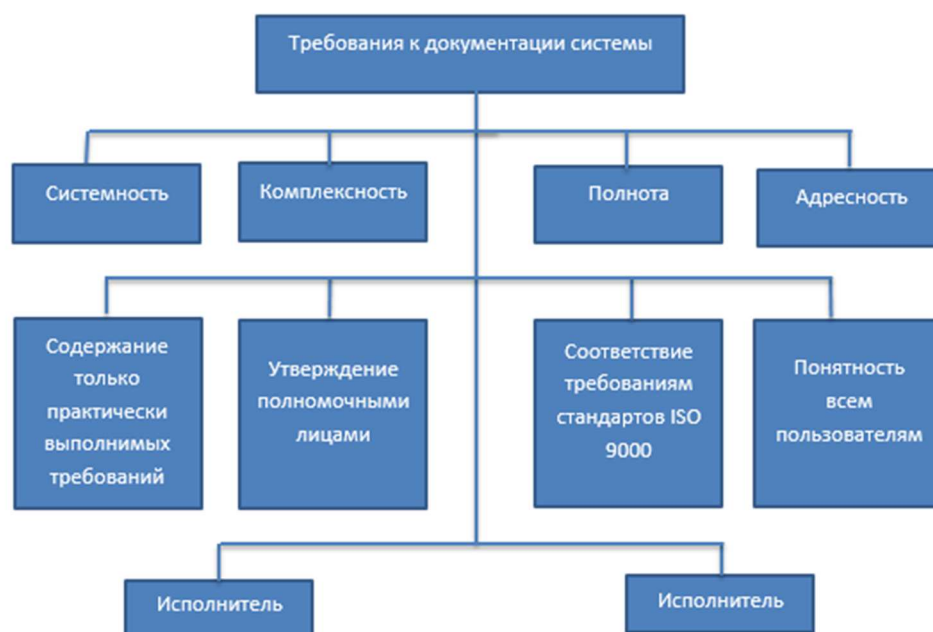 Требования к документации системы
Системность
Комплексность
Полнота
Адресность
Содержание
только
практически
выполнимых
требований
Утверждение
полномочными
лицами
Соответствие
требованиям
стандартов ISO
9000
Понятность
всем
пользователям
Исполнитель
Исполнитель